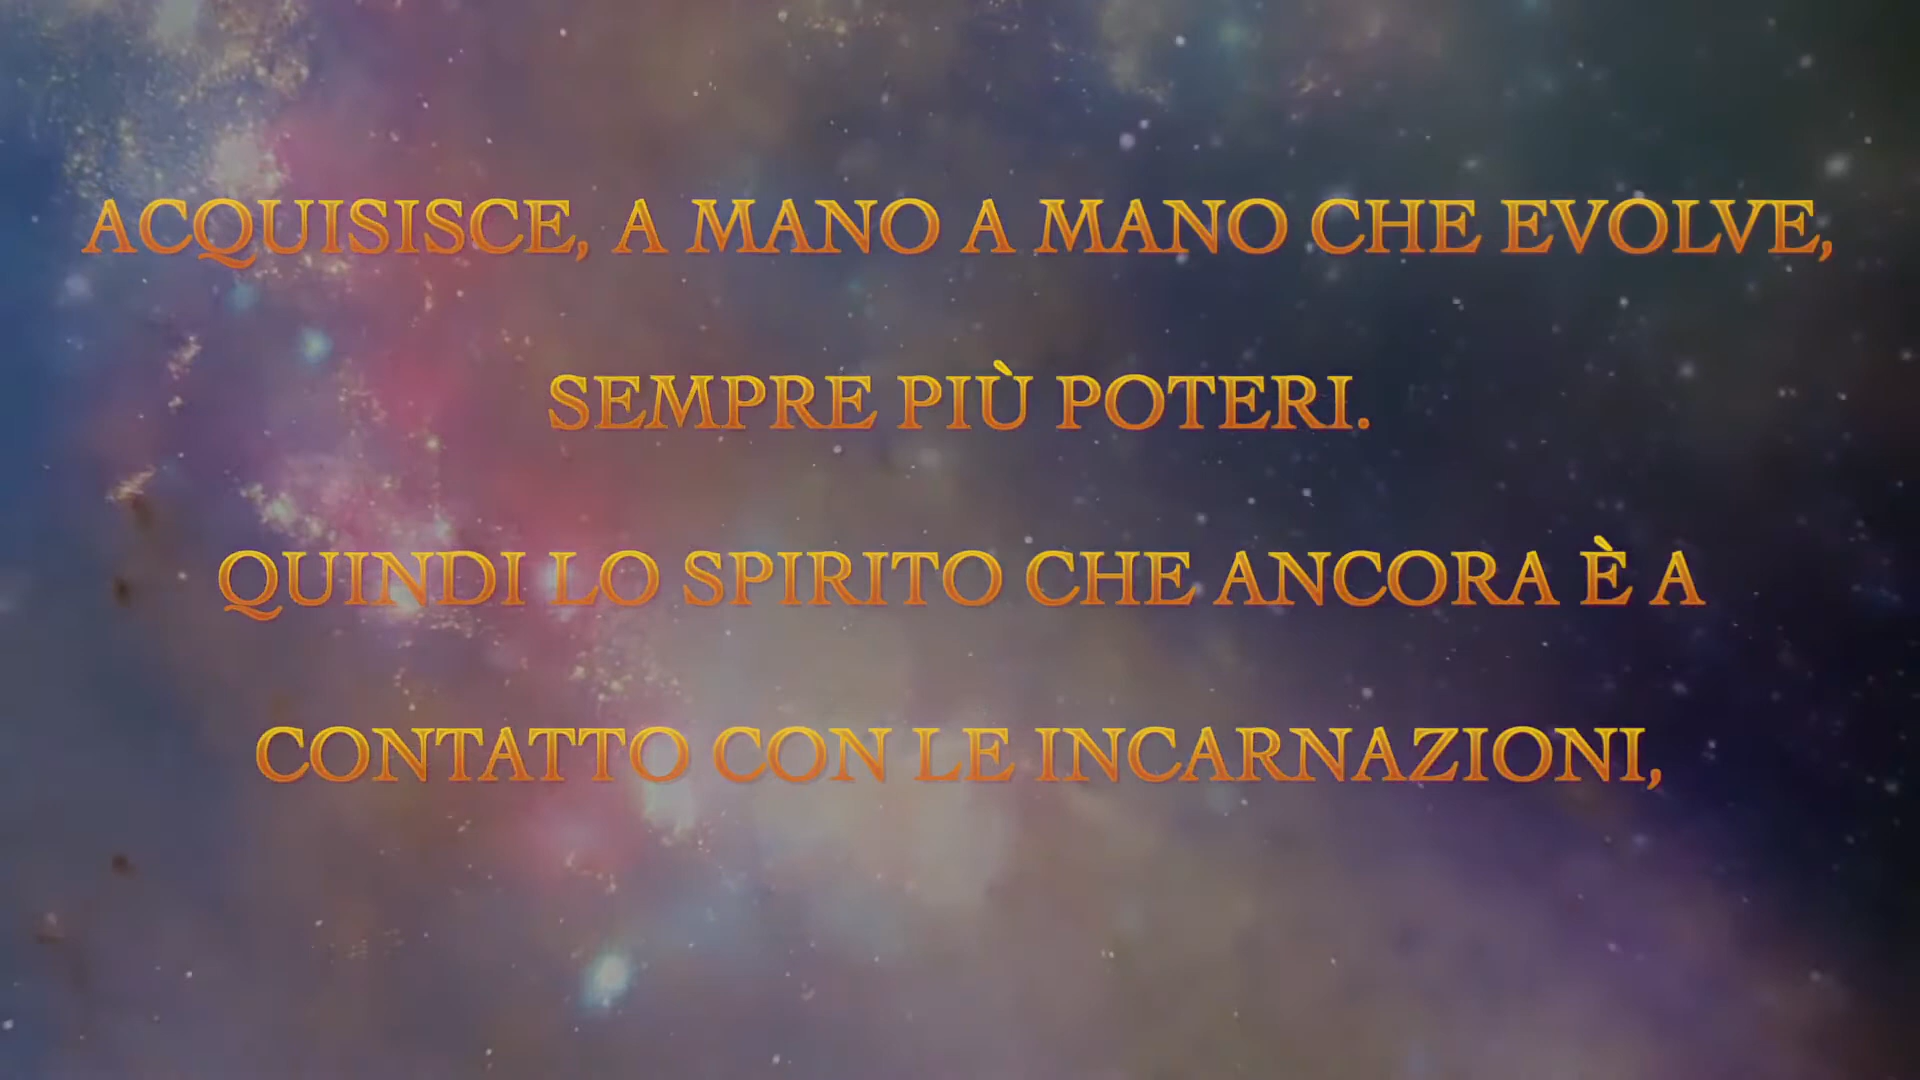 ACQUISISCE, A MANO A MANO CHE EVOLVE,
SEMPRE PIÙ POTERI.
QUINDI LO SPIRITO CHE ANCORA È A
CONTATTO CON LE INCARNAZIONI,